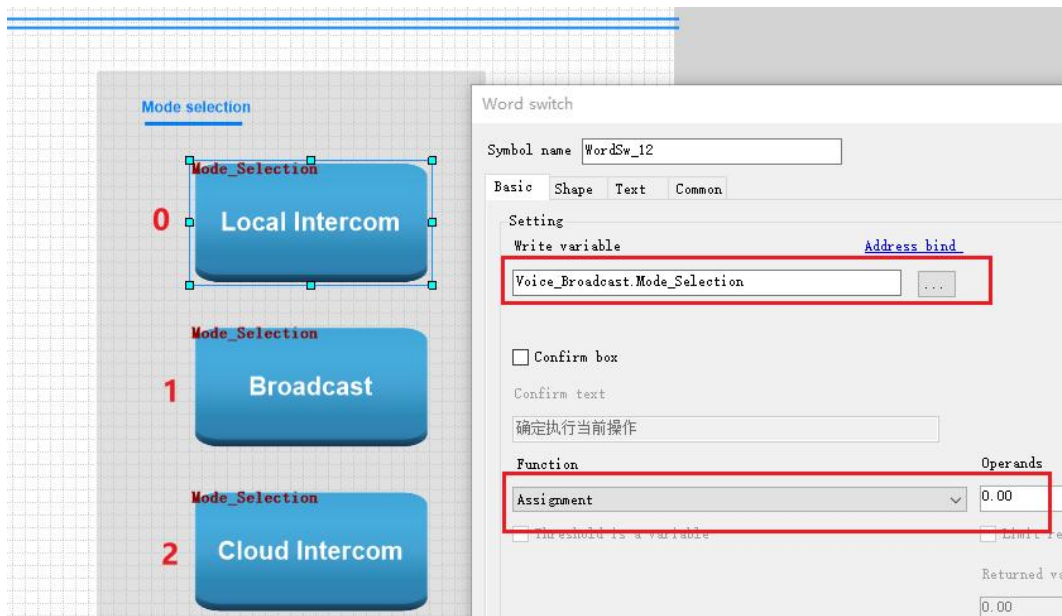 Mode selection
Mode_Selection
0
Local Intercom
Mode_Selection
1
Broadcast
Mode_Selection
2
Cloud Intercom
Word switch
Symbol name WordSw_12
Basic Shape Text Common
Setting
Write variable Address bind
Voice_Broadcast.Mode_Selection ...
Confirm box
Confirm text
确定执行当前操作
Function Operands
Assignment 0.00
Threshold is a variable Limit re
Returned va
0.00